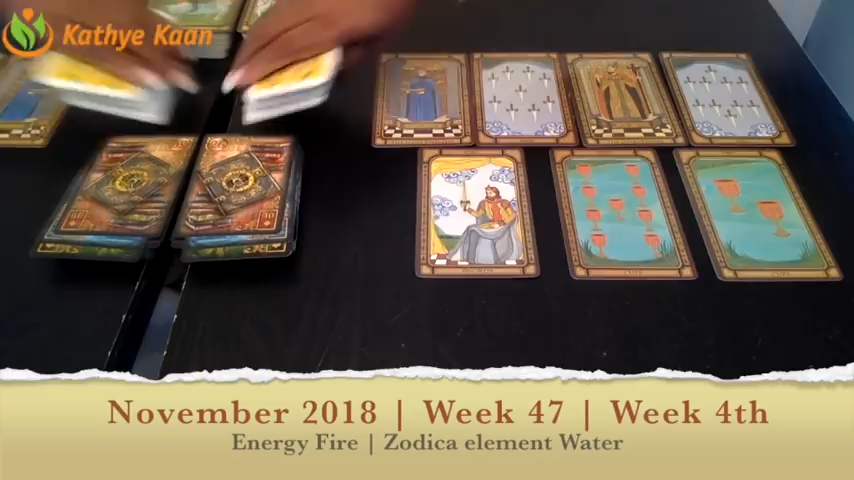 Kathye Kaan
November 2018 | Week 47 | Week 4th
Energy Fire | Zodica element Water